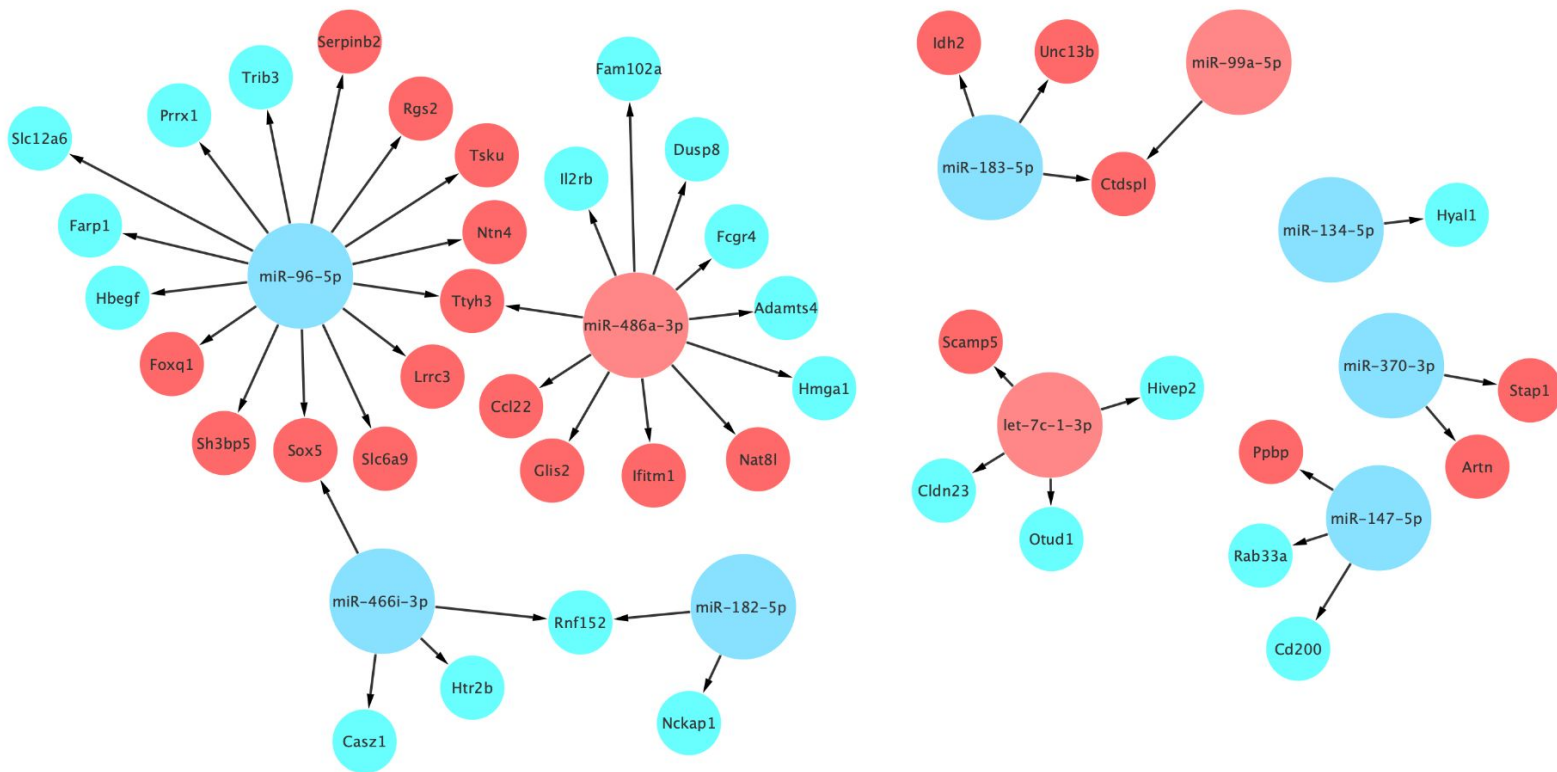 Serpinb2
Fam102a
Idh2
Unc13b
miR-99a-5p
Trib3
Prrx1
Rgs2
Slc12a6
Tsku
Dusp8
Il2rb
miR-183-5p
Ctdspl
Farp1
Ntn4
Fcgr4
Hyal1
miR-134-5p
miR-96-5p
Hbegf
Ttyh3
Adamts4
miR-486a-3p
Scamp5
Foxq1
Lrrc3
Hmga1
Hivep2
miR-370-3p
Stap1
Ccl22
let-7c-1-3p
Sh3bp5
Sox5
Slc6a9
Glis2
Ifitm1
Nat8l
Ppbp
Artn
Cldn23
miR-147-5p
Otud1
Rab33a
miR-466i-3p
Rnf152
miR-182-5p
Cd200
Htr2b
Nckap1
Casz1